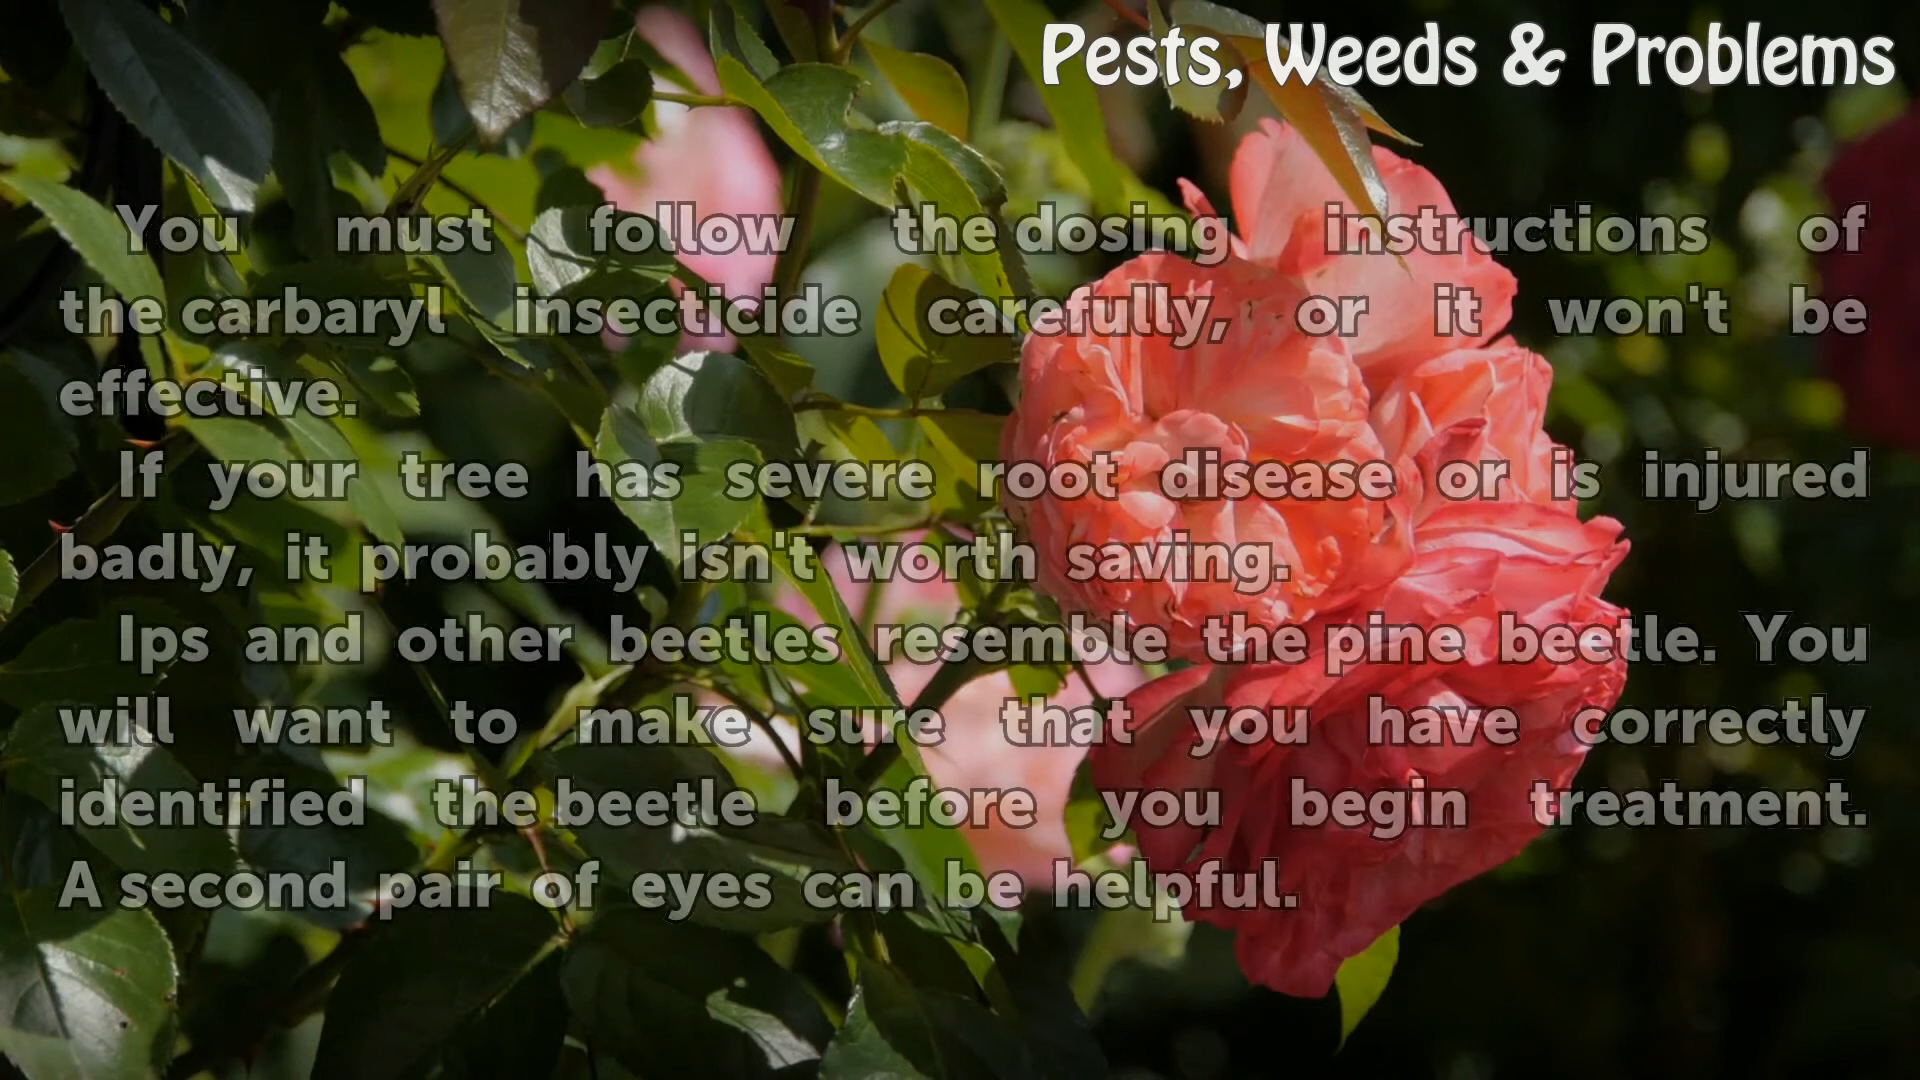 Pests, Weeds & Problems
You must follow the dosing instructions of
the carbaryl insecticide carefully, or it won't be
effective.
If your tree has severe root disease or is injured
badly, it probably isn't worth saving.
Ips and other beetles resemble the pine beetle. You
will want to make sure that you have correctly
identified the beetle before you begin treatment.
A second pair of eyes can be helpful.